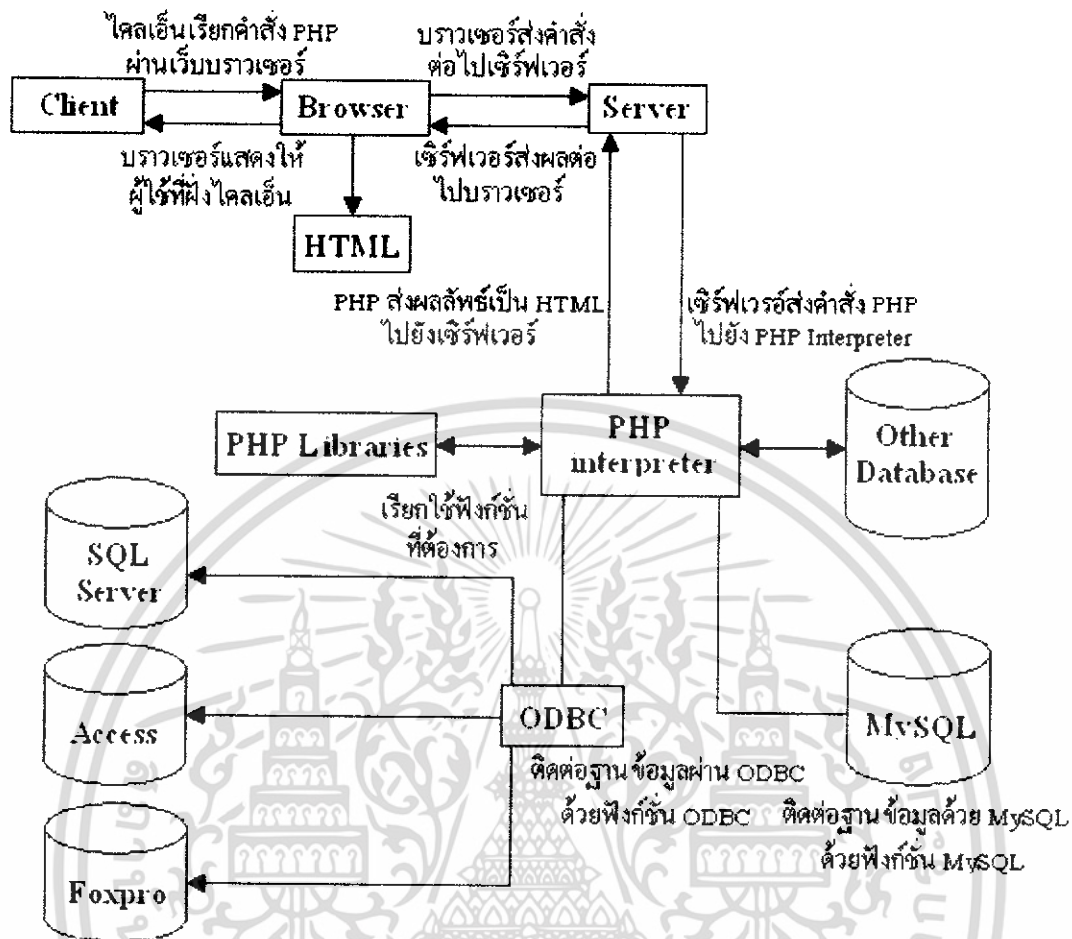 ไคลเอ็นเรียกคำสั่ง PHP
ผ่านเว็บบราวเซอร์
บราวเซอร์ส่งคำสั่ง
ต่อไปเซิร์ฟเวอร์
Client
Browser
Server
บราวเซอร์แสดงให้
ผู้ใช้ที่ฝั่งไคลเอ็น
เซิร์ฟเวอร์ส่งผลต่อ
ไปบราวเซอร์
HTML
PHP ส่งผลลัพธ์เป็น HTML
ไปยังเซิร์ฟเวอร์
เซิร์ฟเวรอ์ส่งคำสั่ง PHP
ไปยัง PHP Interpreter
PHP Libraries
PHP
interpreter
Other
Database
เรียกใช้ฟังก์ชั่น
ที่ต้องการ
SQL
Server
Access
ODBC
MySQL
ติดต่อฐานข้อมูลผ่าน ODBC
ด้วยฟังก์ชั่น ODBC
ติดต่อฐานข้อมูลด้วย MySQL
ด้วยฟังก์ชั่น MySQL
Foxpro